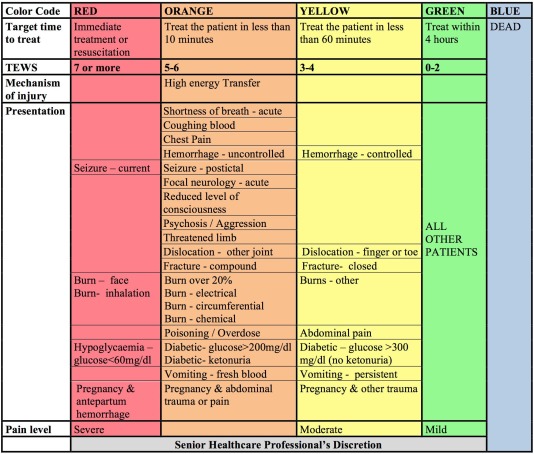 Color Code RED ORANGE YELLOW GREEN BLUE
Target time to treat Immediate treatment or resuscitation Treat the patient in less than 10 minutes Treat the patient in less than 60 minutes Treat within 4 hours DEAD
TEWS 7 or more 5-6 3-4 0-2
Mechanism of injury High energy Transfer
Presentation Shortness of breath - acute
Coughing blood
Chest Pain
Hemorrhage - uncontrolled Hemorrhage - controlled
Seizure – current Seizure - postictal
Focal neurology - acute
Reduced level of consciousness
Psychosis / Aggression
Threatened limb
ALL OTHER PATIENTS
Dislocation - other joint Dislocation - finger or toe
Fracture - compound Fracture- closed
Burn – face Burn over 20% Burns - other
Burn- inhalation Burn - electrical
Burn - circumferential
Burn - chemical
Poisoning / Overdose Abdominal pain
Hypoglycaemia – glucose<60mg/dl Diabetic- glucose>200mg/dl Diabetic – glucose >300 mg/dl (no ketonuria)
Diabetic- ketonuria
Vomiting - fresh blood Vomiting - persistent
Pregnancy & antepartum hemorrhage Pregnancy & abdominal trauma or pain Pregnancy & other trauma
Pain level Severe Moderate Mild
Senior Healthcare Professional's Discretion